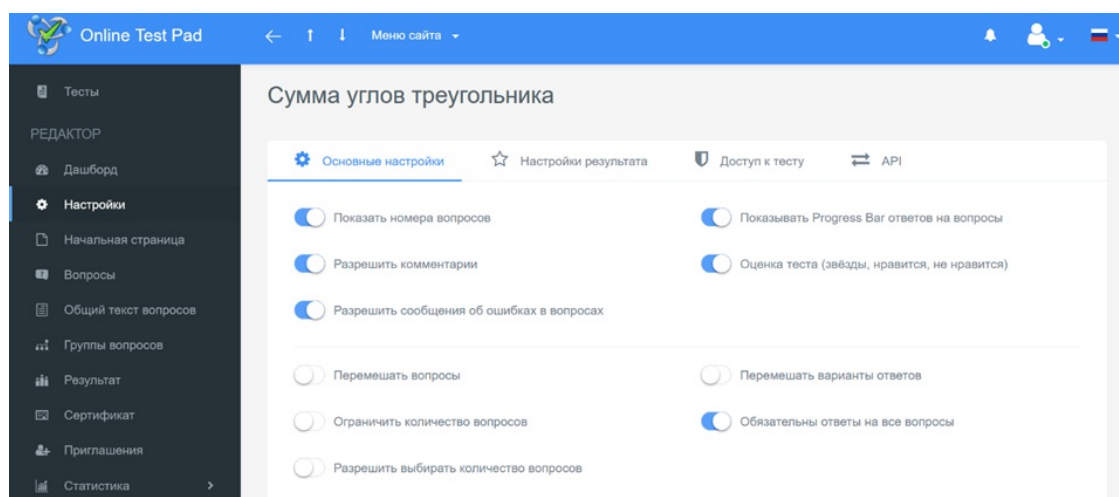 Online Test Pad
Меню сайта
Тесты
РЕДАКТОР
Дашборд
Настройки
Начальная страница
Вопросы
Общий текст вопросов
Группы вопросов
Результат
Сертификат
Приглашения
Статистика
Сумма углов треугольника
Основные настройки Настройки результата Доступ к тесту API
Показать номера вопросов Показывать Progress Bar ответов на вопросы
Разрешить комментарии Оценка теста (звёзды, нравится, не нравится)
Разрешить сообщения об ошибках в вопросах
Перемешать вопросы Перемешать варианты ответов
Ограничить количество вопросов Обязательны ответы на все вопросы
Разрешить выбирать количество вопросов